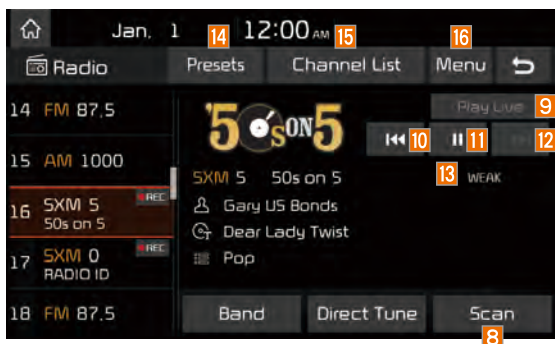 Jan. 1 12:00 AM
14 15 16
Radio Presets Channel List Menu
14 FM 87.5
15 AM 1000
16 SXM 5 REC
50s on 5
17 SXM 0 REC
RADIO ID
18 FM 87.5
'50's ON 5
Play Live 9
10 11 12
SXM 5 50s on 5
13 WEAK
Gary US Bonds
Dear Lady Twist
Pop
Band Direct Tune Scan
8